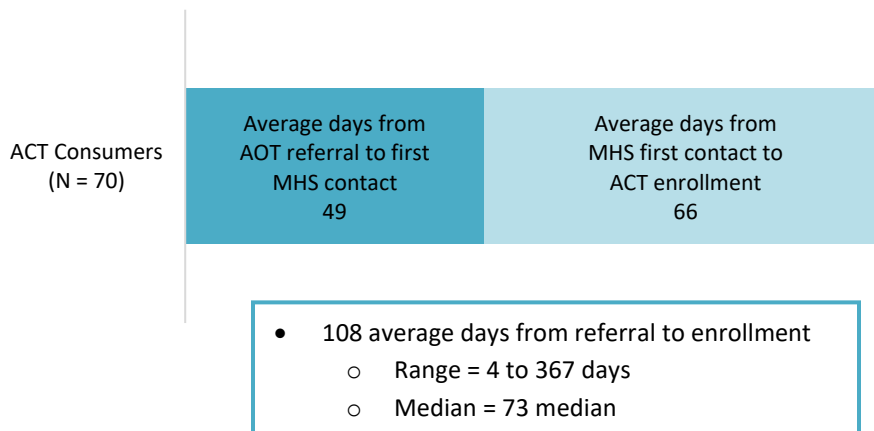 ACT Consumers
(N = 70)
Average days from
AOT referral to first
MHS contact
49
Average days from
MHS first contact to
ACT enrollment
66
• 108 average days from referral to enrollment
o Range = 4 to 367 days
o Median = 73 median